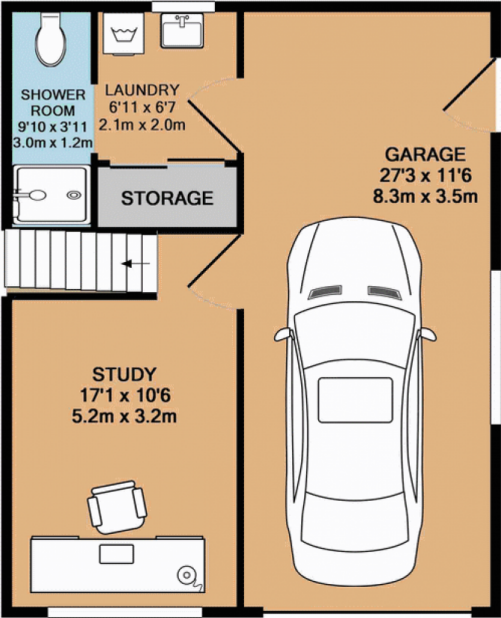 SHOWER
ROOM
9'10 x 3'11
3.0m x 1.2m
LAUNDRY
6'11 x 6'7
2.1m x 2.0m
STORAGE
GARAGE
27'3 x 11'6
8.3m x 3.5m
STUDY
17'1 x 10'6
5.2m x 3.2m